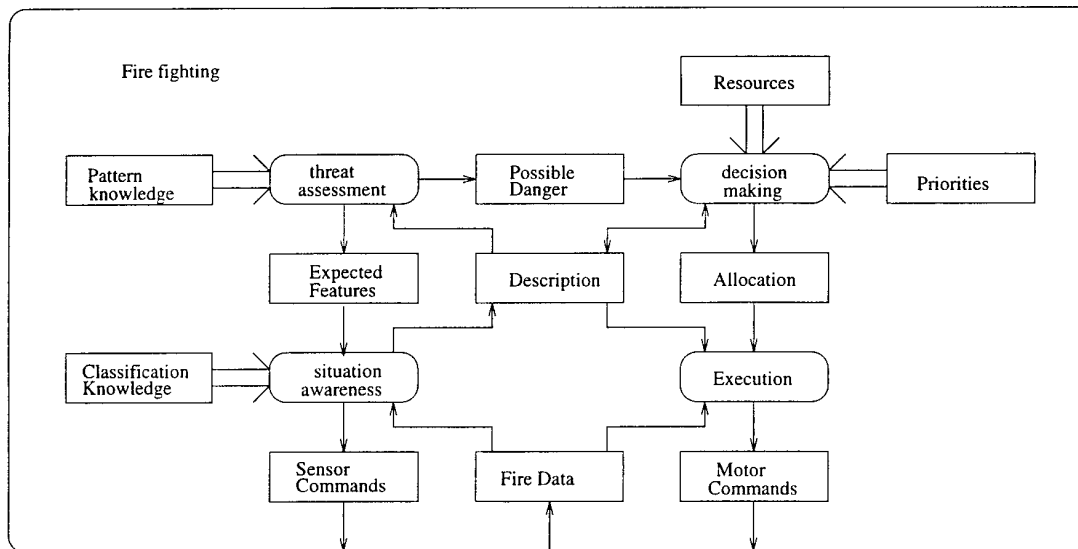 Fire fighting
Resources
Pattern
knowledge
threat
assessment
Possible
Danger
decision
making
Priorities
Expected
Features
Description
Allocation
Classification
Knowledge
situation
awareness
Execution
Sensor
Commands
Fire Data
Motor
Commands